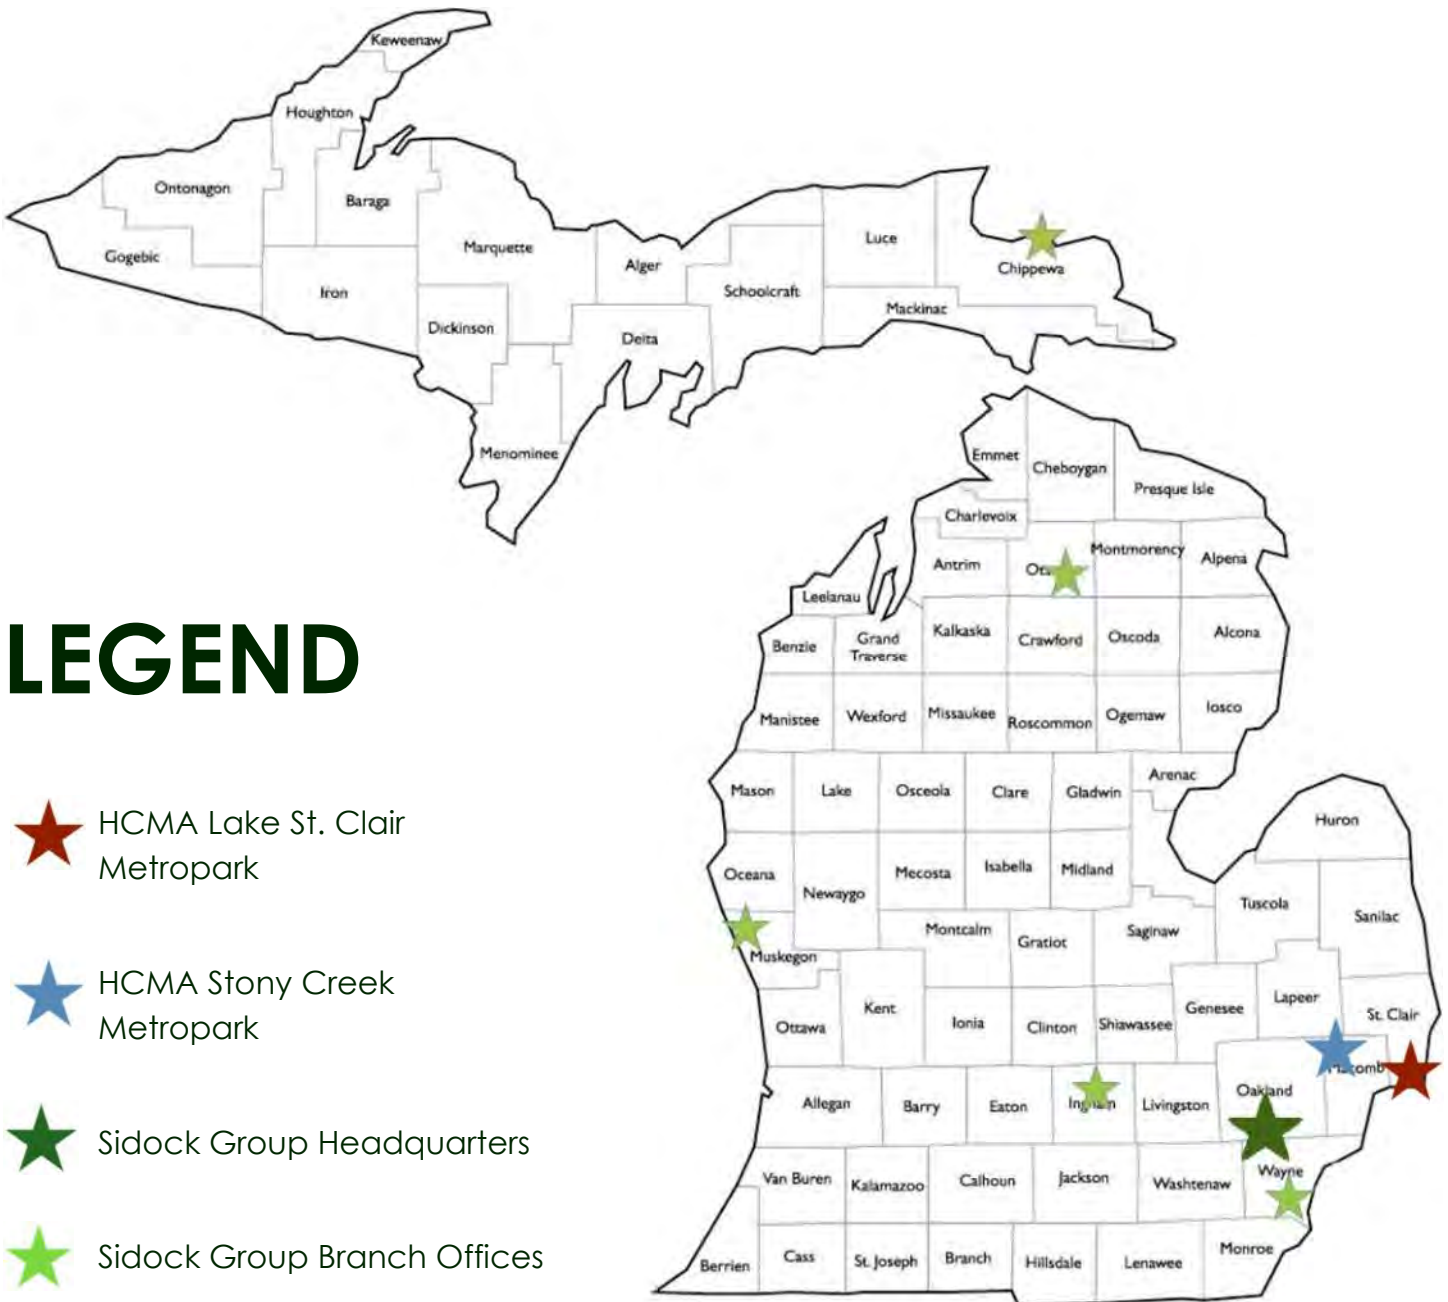 Keweenaw
Houghton
Ontonagon
Baraga
Gogebic
Marquette
Iron
Alger
Luce
Chippewa
Schoolcraft
Mackinac
Dickinson
Delta
Menominee
Emmet
Cheboygan
Presque Isle
Charlevoix
Antrim
Montmorency
Alpena
Leelanau
Benzie
Grand
Traverse
Kalkaska
Crawford
Oscoda
Alcona
Manistee
Wexford
Missaukee
Roscommon
Ogemaw
Iosco
Mason
Lake
Osceola
Clare
Gladwin
Arenac
Huron
Oceana
Newaygo
Mecosta
Isabella
Midland
Tuscola
Sanilac
Muskegon
Montcalm
Gratiot
Saginaw
Ottawa
Kent
Ionia
Clinton
Shiawassee
Genesee
Lapeer
St. Clair
Macomb
Allegan
Barry
Eaton
Ingham
Livingston
Oakland
Van Buren
Kalamazoo
Calhoun
Jackson
Washtenaw
Wayne
Berrien
Cass
St. Joseph
Branch
Hillsdale
Lenawee
Monroe
LEGEND
HCMA Lake St. Clair
Metropark
HCMA Stony Creek
Metropark
Sidock Group Headquarters
Sidock Group Branch Offices